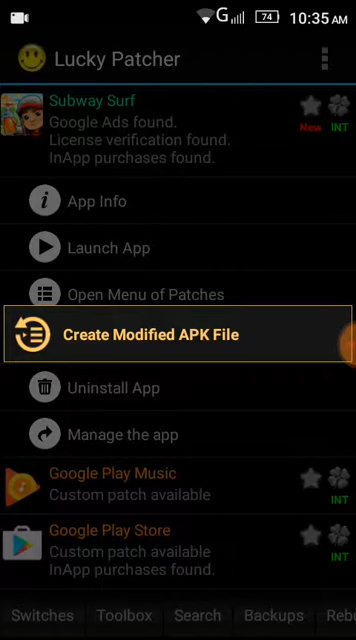 G 74 10:35 AM
Lucky Patcher
Subway Surf
Google Ads found.
License verification found.
InApp purchases found.
New INT
App Info
Launch App
Open Menu of Patches
Create Modified APK File
Uninstall App
Manage the app
Google Play Music
Custom patch available
INT
Google Play Store
Custom patch available
InApp purchases found.
INT
Switches Toolbox Search Backups Rebu